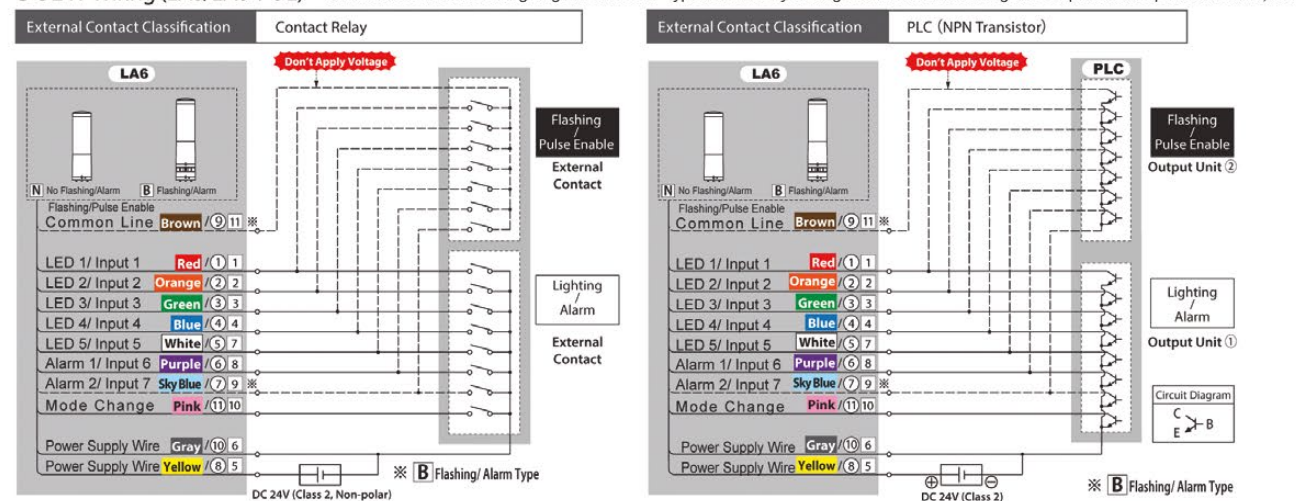 External Contact Classification Contact Relay
Don't Apply Voltage
LA6
N No Flashing/Alarm B Flashing/Alarm
Flashing/Pulse Enable
Common Line Brown /⑨ 11 ※
LED 1/ Input 1 Red /① 1
LED 2/ Input 2 Orange /② 2
LED 3/ Input 3 Green /③ 3
LED 4/ Input 4 Blue /④ 4
LED 5/ Input 5 White /⑤ 7
Alarm 1/ Input 6 Purple /⑥ 8
Alarm 2/ Input 7 Sky Blue /⑦ 9 ※
Mode Change Pink /⑪ 10
Power Supply Wire Gray /⑩ 6
Power Supply Wire Yellow /⑧ 5
DC 24V (Class 2, Non-polar)
Flashing
/
Pulse Enable
External
Contact
Lighting
/
Alarm
External
Contact
※ B Flashing/ Alarm Type
External Contact Classification PLC (NPN Transistor)
Don't Apply Voltage
LA6
PLC
N No Flashing/Alarm B Flashing/Alarm
Flashing/Pulse Enable
Common Line Brown /⑨ 11 ※
LED 1/ Input 1 Red /① 1
LED 2/ Input 2 Orange /② 2
LED 3/ Input 3 Green /③ 3
LED 4/ Input 4 Blue /④ 4
LED 5/ Input 5 White /⑤ 7
Alarm 1/ Input 6 Purple /⑥ 8
Alarm 2/ Input 7 Sky Blue /⑦ 9 ※
Mode Change Pink /⑪ 10
Power Supply Wire Gray /⑩ 6
Power Supply Wire Yellow /⑧ 5
⊕ ⊖
DC 24V (Class 2)
Flashing
/
Pulse Enable
Output Unit ②
Lighting
/
Alarm
Output Unit ①
Circuit Diagram
C
B
E
※ B Flashing/ Alarm Type